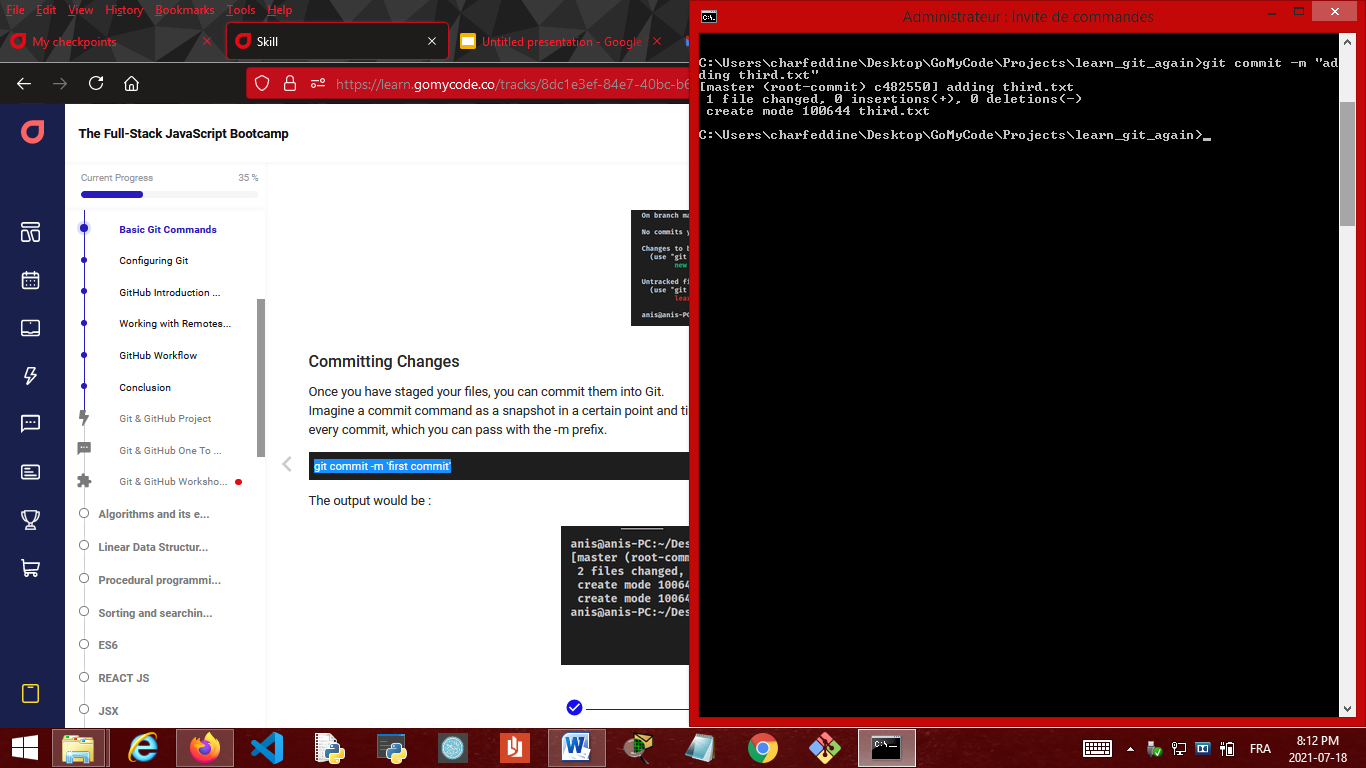 File Edit View History Bookmarks Tools Help
My checkpoints
Skill
Untitled presentation - Google
https://learn.gomycode.co/tracks/8dc1e3ef-84e7-40bc-b6
The Full-Stack JavaScript Bootcamp
Current Progress 35 %
Basic Git Commands
Configuring Git
GitHub Introduction ...
Working with Remotes...
GitHub Workflow
Conclusion
Git & GitHub Project
Git & GitHub One To ...
Git & GitHub Worksho...
Algorithms and its e...
Linear Data Structur...
Procedural programmi...
Sorting and searchin...
ES6
REACT JS
JSX
On branch ma
No commits y
Changes to b
(use "git
new
Untracked fi
(use "git
lea
anis@anis-PC
Committing Changes
Once you have staged your files, you can commit them into Git.
Imagine a commit command as a snapshot in a certain point and ti
every commit, which you can pass with the -m prefix.
git commit -m 'first commit'
The output would be :
anis@anis-PC:~/Des
[master (root-comm
2 files changed,
create mode 10064
create mode 10064
anis@anis-PC:~/Des
Administrateur : Invite de commandes
C:\Users\charfeddine\Desktop\GoMyCode\Projects\learn_git_again>git commit -m "ad
ding third.txt"
[master (root-commit) c482550] adding third.txt
1 file changed, 0 insertions(+), 0 deletions(-)
create mode 100644 third.txt
C:\Users\charfeddine\Desktop\GoMyCode\Projects\learn_git_again>
FRA
8:12 PM
2021-07-18